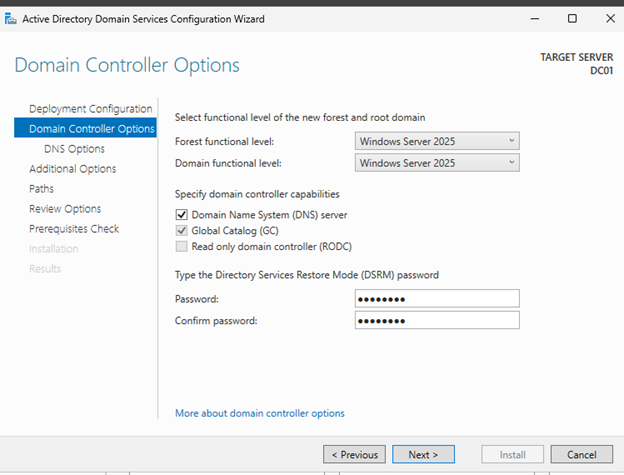 Active Directory Domain Services Configuration Wizard
Domain Controller Options
TARGET SERVER
DC01
Deployment Configuration
Domain Controller Options
DNS Options
Additional Options
Paths
Review Options
Prerequisites Check
Installation
Results
Select functional level of the new forest and root domain
Forest functional level: Windows Server 2025
Domain functional level: Windows Server 2025
Specify domain controller capabilities
Domain Name System (DNS) server
Global Catalog (GC)
Read only domain controller (RODC)
Type the Directory Services Restore Mode (DSRM) password
Password: ●●●●●●●●
Confirm password: ●●●●●●●●
More about domain controller options
< Previous Next > Install Cancel